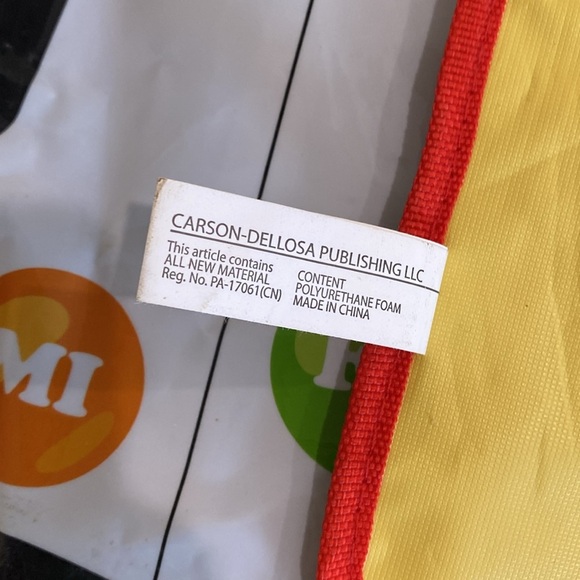 CARSON-DELLOSA PUBLISHING LLC
This article contains
ALL NEW MATERIAL
Reg. No. PA-17061(CN)
CONTENT
POLYURETHANE FOAM
MADE IN CHINA
MI